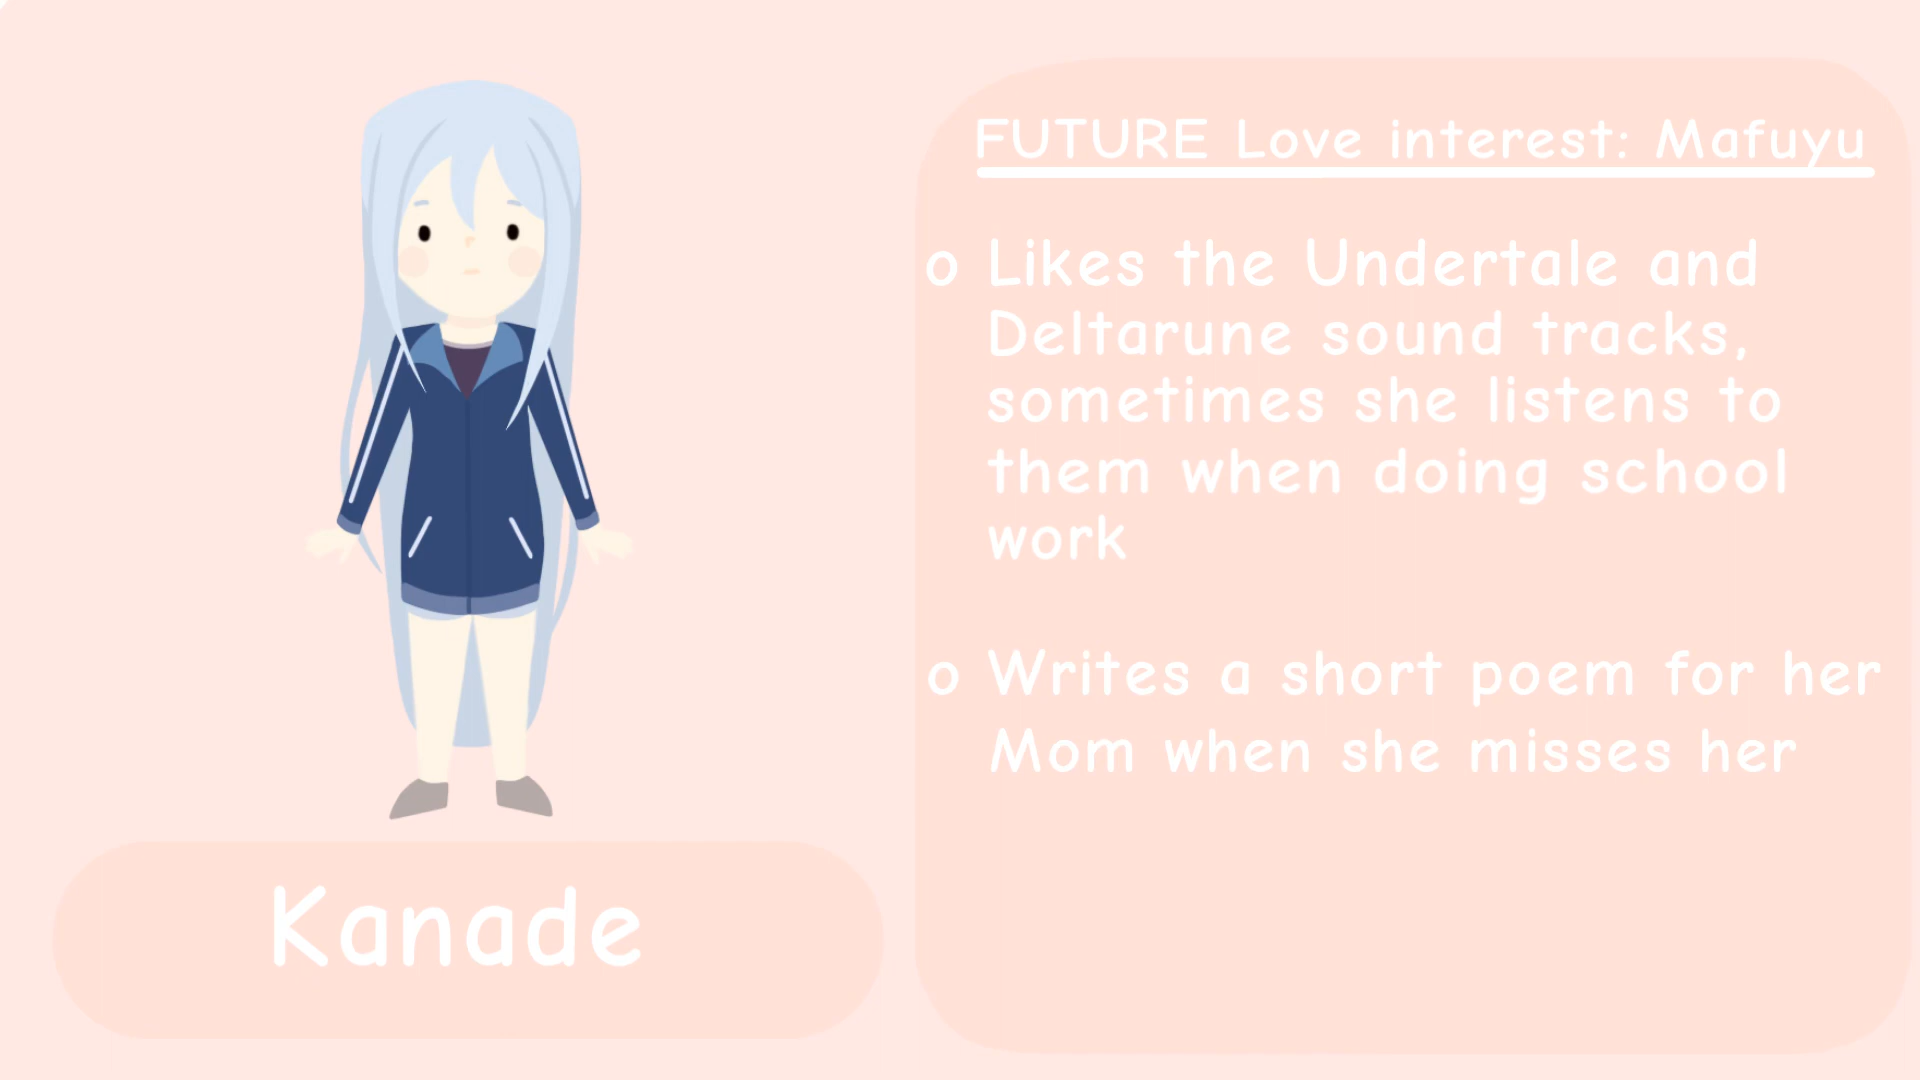 FUTURE Love interest: Mafuyu
o Likes the Undertale and
Deltarune sound tracks,
sometimes she listens to
them when doing school
work
o Writes a short poem for her
Mom when she misses her
Kanade